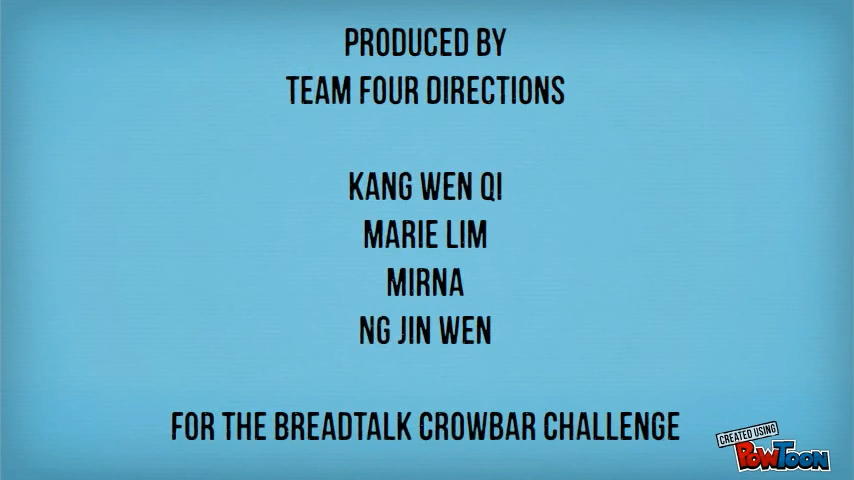 PRODUCED BY
TEAM FOUR DIRECTIONS
KANG WEN QI
MARIE LIM
MIRNA
NG JIN WEN
FOR THE BREADTALK CROWBAR CHALLENGE
CREATED USING
POWTOON